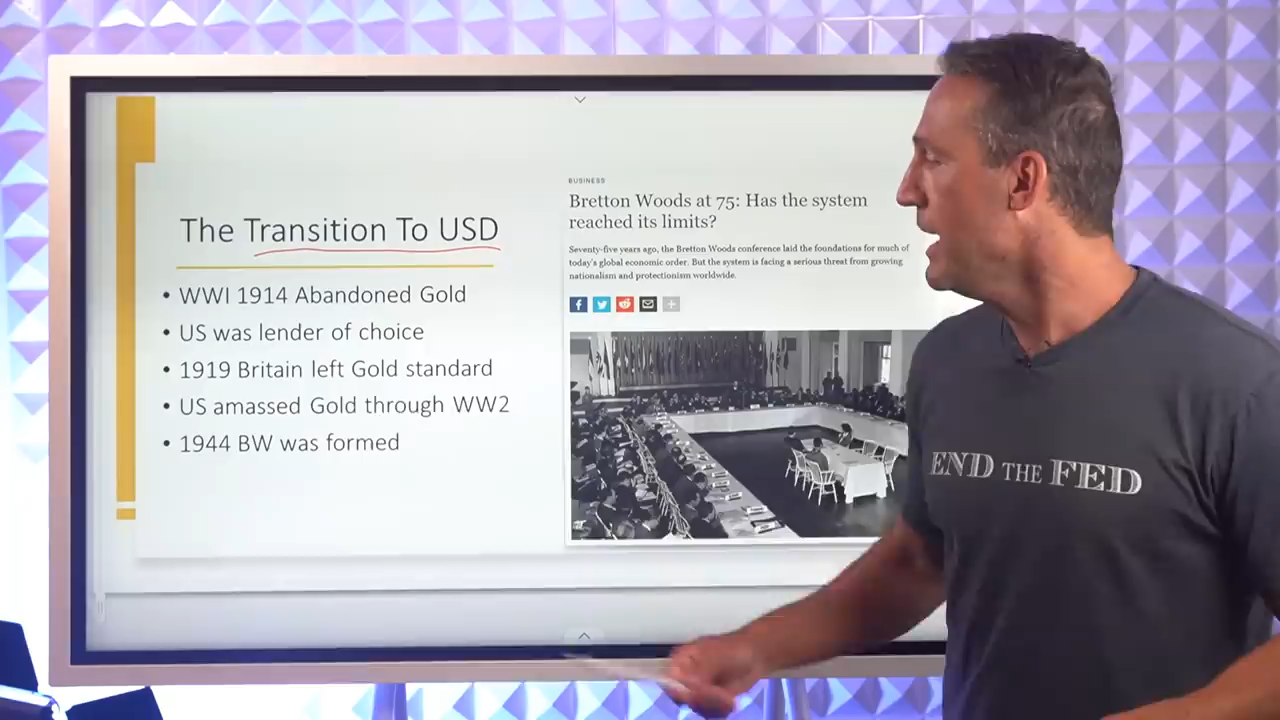 The Transition To USD
• WWI 1914 Abandoned Gold
• US was lender of choice
• 1919 Britain left Gold standard
• US amassed Gold through WW2
• 1944 BW was formed
BUSINESS
Bretton Woods at 75: Has the system
reached its limits?
Seventy-five years ago, the Bretton Woods conference laid the foundations for much of
today's global economic order. But the system is facing a serious threat from growing
nationalism and protectionism worldwide.
END THE FED